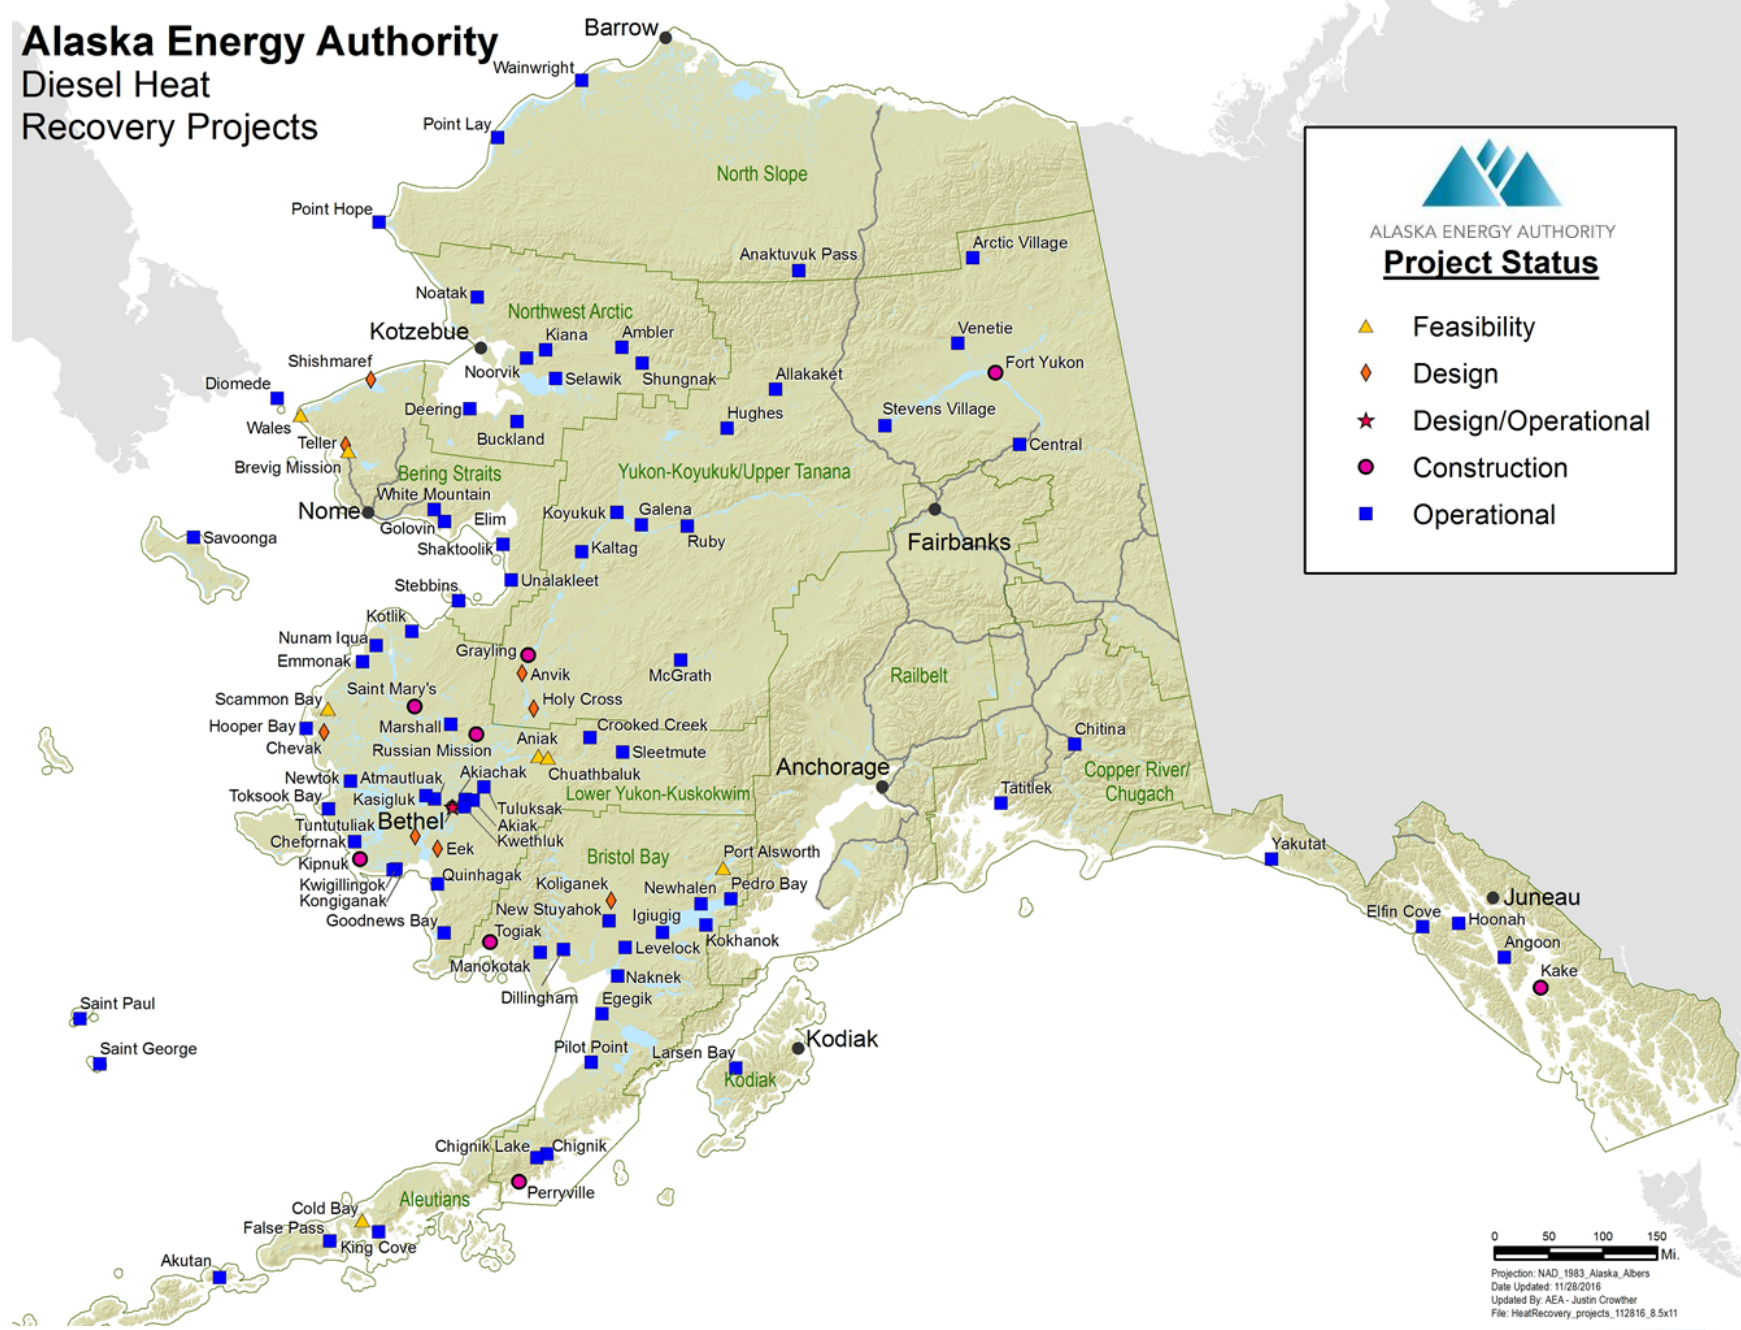 Alaska Energy Authority
Diesel Heat
Recovery Projects
Barrow
Wainwright
Point Lay
North Slope
Point Hope
Anaktuvuk Pass
Arctic Village
ALASKA ENERGY AUTHORITY
Project Status
Feasibility
Design
Design/Operational
Construction
Operational
Noatak
Northwest Arctic
Kotzebue
Kiana
Ambler
Venetie
Shishmaref
Noorvik
Selawik
Shungnak
Allakaket
Fort Yukon
Diomede
Deering
Hughes
Stevens Village
Wales
Buckland
Teller
Central
Brevig Mission
Bering Straits
Yukon-Koyukuk/Upper Tanana
White Mountain
Nome
Golovin
Elim
Koyukuk
Galena
Savoonga
Shaktoolik
Kaltag
Ruby
Fairbanks
Stebbins
Unalakleet
Kotlik
Nunam Iqua
Emmonak
Grayling
Anvik
McGrath
Railbelt
Saint Mary's
Scammon Bay
Holy Cross
Hooper Bay
Marshall
Crooked Creek
Chitina
Chevak
Russian Mission
Aniak
Sleetmute
Newtok
Atmautluak
Akiachak
Chuathbaluk
Anchorage
Copper River/
Chugach
Toksook Bay
Kasigluk
Lower Yukon-Kuskokwim
Tatitlek
Tuntutuliak
Bethel
Tuluksak
Akiak
Kwethluk
Chefornak
Eek
Bristol Bay
Port Alsworth
Yakutat
Kipnuk
Quinhagak
Koliganek
Newhalen
Pedro Bay
Kwigillingok
Kongiganak
Goodnews Bay
New Stuyahok
Igiugig
Juneau
Elfin Cove
Hoonah
Togiak
Levelock
Kokhanok
Angoon
Manokotak
Naknek
Kake
Dillingham
Egegik
Saint Paul
Saint George
Pilot Point
Larsen Bay
Kodiak
Kodiak
Chignik Lake
Chignik
Perryville
Aleutians
Cold Bay
False Pass
King Cove
Akutan
0 50 100 150
Mi.
Projection: NAD_1983_Alaska_Albers
Date Updated: 11/28/2016
Updated By: AEA - Justin Crowther
File: HeatRecovery_projects_112816_8.5x11